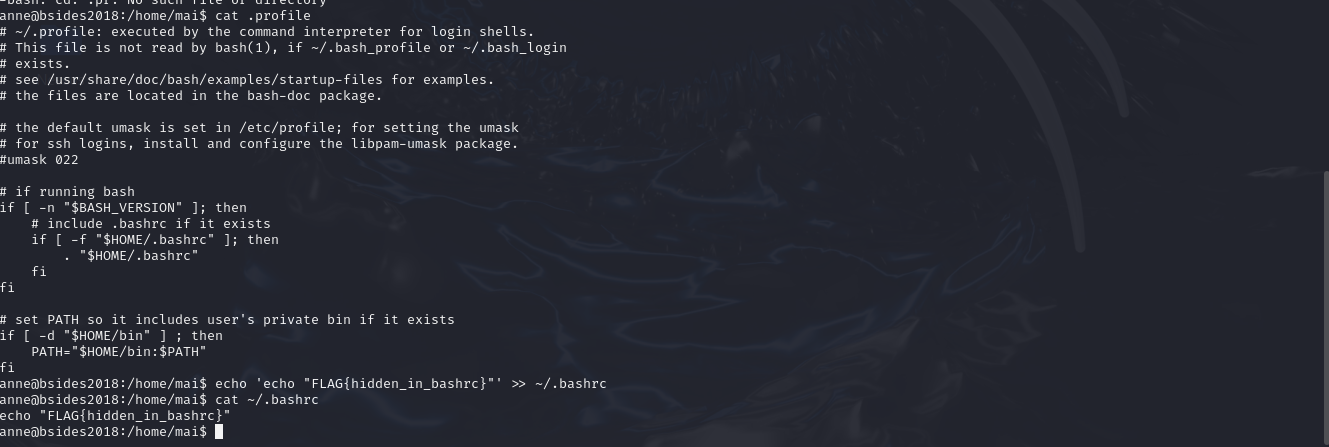 -bash: cd: .pr: No such file or directory
anne@bsides2018:/home/mai$ cat .profile
# ~/.profile: executed by the command interpreter for login shells.
# This file is not read by bash(1), if ~/.bash_profile or ~/.bash_login
# exists.
# see /usr/share/doc/bash/examples/startup-files for examples.
# the files are located in the bash-doc package.

# the default umask is set in /etc/profile; for setting the umask
# for ssh logins, install and configure the libpam-umask package.
#umask 022

# if running bash
if [ -n "$BASH_VERSION" ]; then
    # include .bashrc if it exists
    if [ -f "$HOME/.bashrc" ]; then
        . "$HOME/.bashrc"
    fi
fi

# set PATH so it includes user's private bin if it exists
if [ -d "$HOME/bin" ] ; then
    PATH="$HOME/bin:$PATH"
fi
anne@bsides2018:/home/mai$ echo 'echo "FLAG{hidden_in_bashrc}"' >> ~/.bashrc
anne@bsides2018:/home/mai$ cat ~/.bashrc
echo "FLAG{hidden_in_bashrc}"
anne@bsides2018:/home/mai$